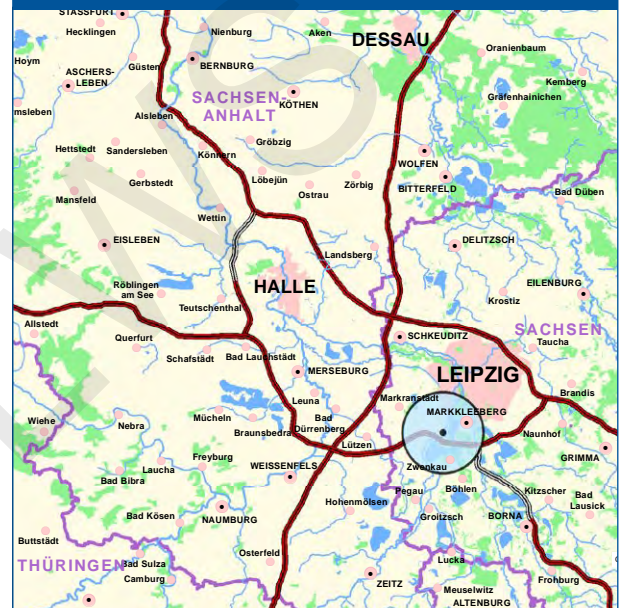 STASSFURT
Hecklingen
Nienburg
Aken
DESSAU
Oranienbaum
Hoym
ASCHERS-
LEBEN
Güsten
BERNBURG
Kemberg
SACHSEN-
ANHALT
KÖTHEN
Gräfenhainichen
msleben
Alsleben
Hettstedt
Sandersleben
Könnern
Gröbzig
WOLFEN
Gerbstedt
Löbejün
Ostrau
Zörbig
BITTERFELD
Bad Düben
Mansfeld
Wettin
EISLEBEN
Landsberg
DELITZSCH
Röblingen
am See
HALLE
EILENBURG
Teutschenthal
Krostiz
Allstedt
Querfurt
SCHKEUDITZ
SACHSEN
Taucha
Schafstädt
Bad Lauchstädt
MERSEBURG
LEIPZIG
Leuna
Markranstädt
Brandis
Wiehe
Nebra
Mücheln
Braunsbedra
Bad
Dürrenberg
MARKKLEEBERG
Lützen
Naunhof
GRIMMA
Laucha
Freyburg
WEISSENFELS
Zwenkau
Bad Bibra
Pegau
Böhlen
Kitzscher
Bad
Lausick
Hohenmölsen
Bad Kösen
NAUMBURG
Groitzsch
BORNA
Buttstädt
THÜRINGEN
Bad Sulza
Camburg
Osterfeld
Lucka
ZEITZ
Meuselwitz
ALTENBURG
Frohburg